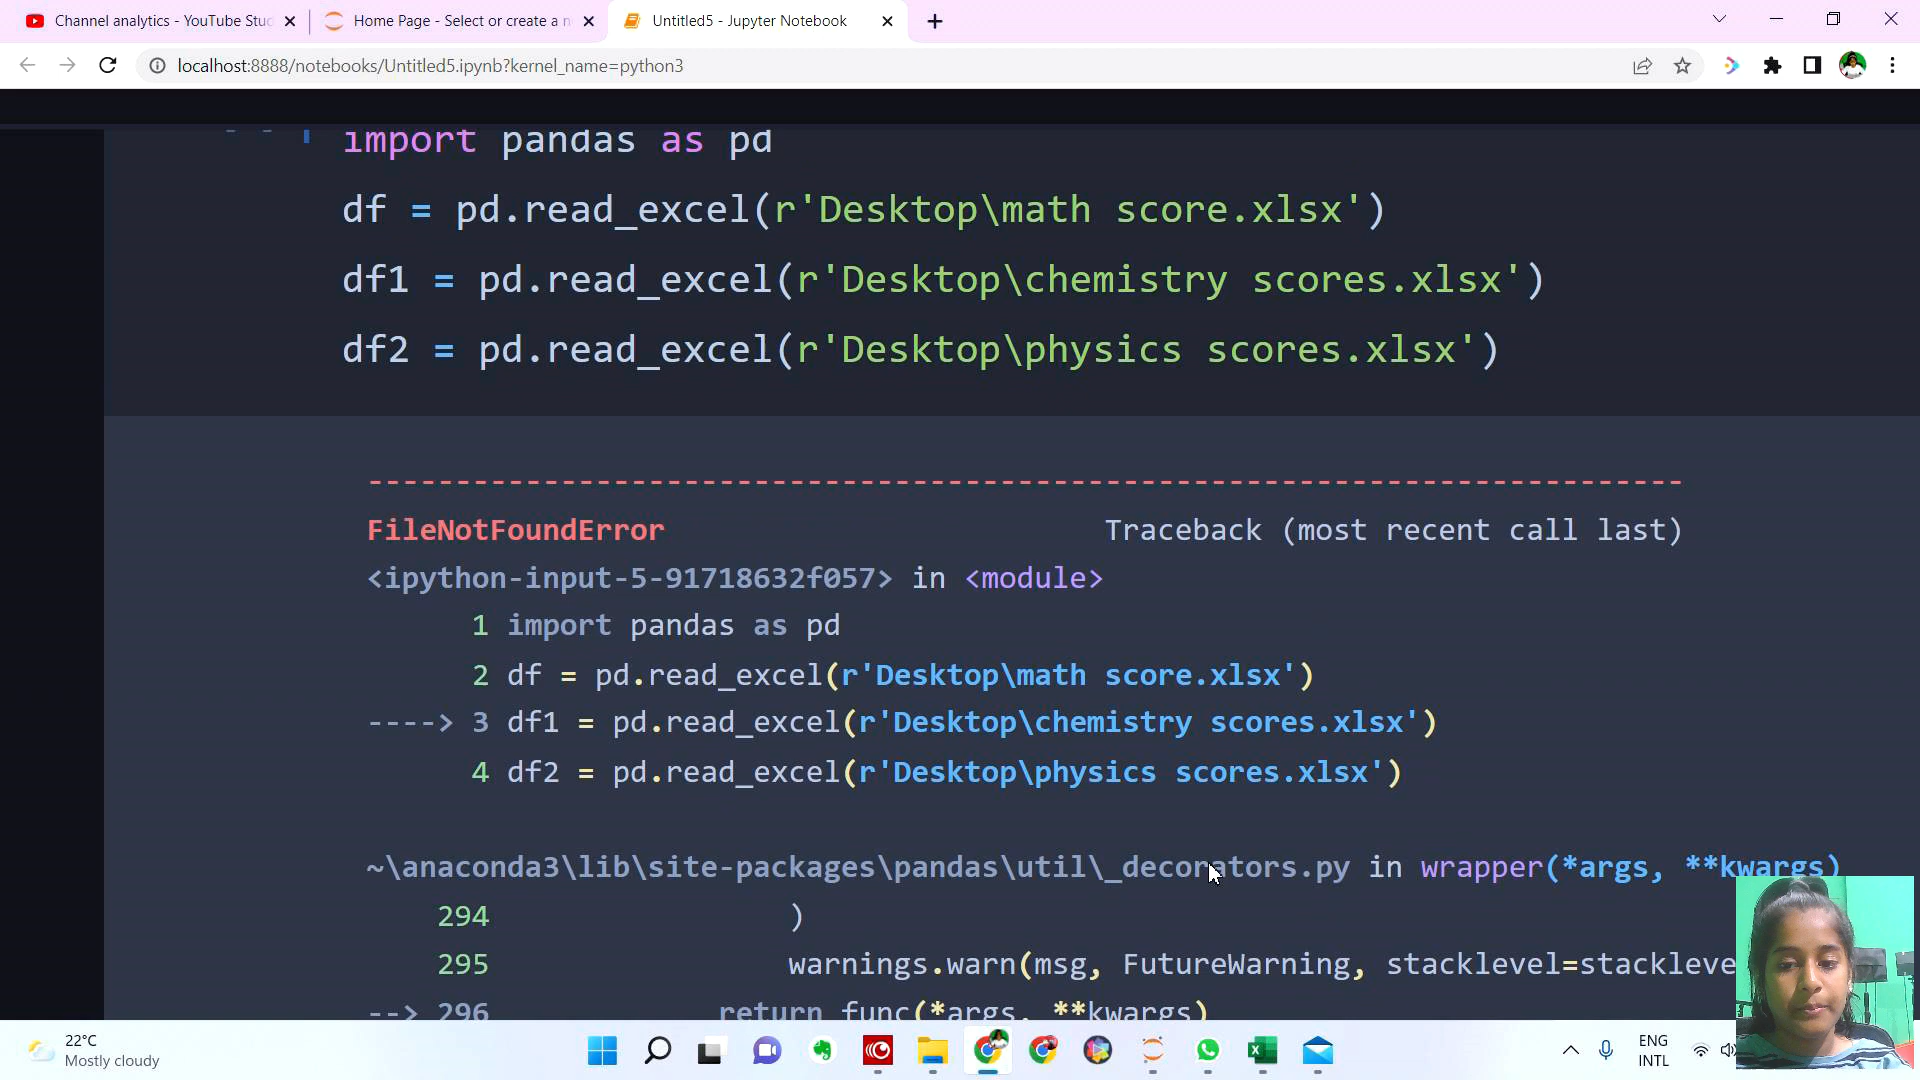 Channel analytics - YouTube Stud
Home Page - Select or create a n
Untitled5 - Jupyter Notebook
localhost:8888/notebooks/Untitled5.ipynb?kernel_name=python3
import pandas as pd
df = pd.read_excel(r'Desktop\math score.xlsx')
df1 = pd.read_excel(r'Desktop\chemistry scores.xlsx')
df2 = pd.read_excel(r'Desktop\physics scores.xlsx')
---------------------------------------------------------------------------
FileNotFoundError Traceback (most recent call last)
<ipython-input-5-91718632f057> in <module>
1 import pandas as pd
2 df = pd.read_excel(r'Desktop\math score.xlsx')
----> 3 df1 = pd.read_excel(r'Desktop\chemistry scores.xlsx')
4 df2 = pd.read_excel(r'Desktop\physics scores.xlsx')
~\anaconda3\lib\site-packages\pandas\util\_decorators.py in wrapper(*args, **kwargs)
294 )
295 warnings.warn(msg, FutureWarning, stacklevel=stackleve
--> 296 return func(*args, **kwargs)
22°C
Mostly cloudy
ENG
INTL